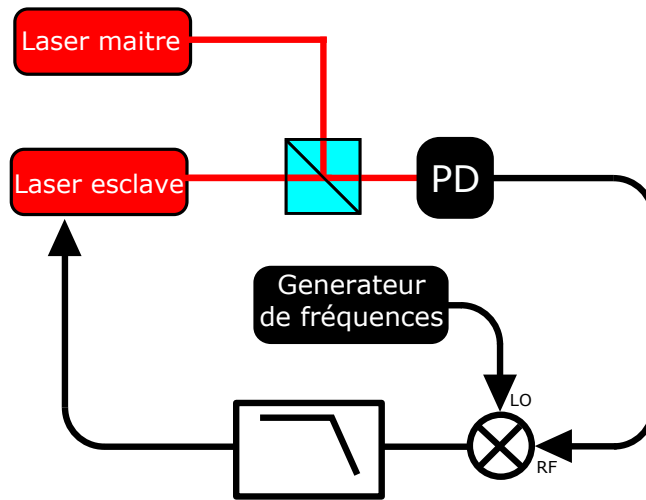 Laser maitre
Laser esclave
PD
Generateur
de fréquences
LO
RF